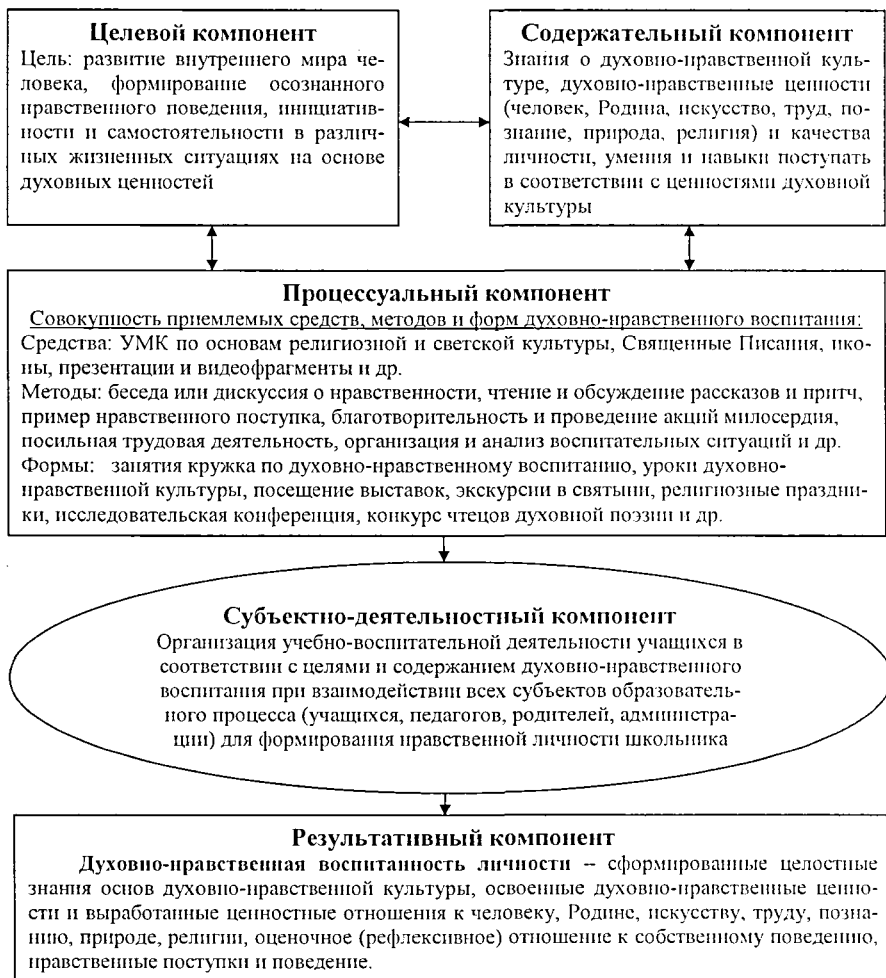 Целевой компонент
Цель: развитие внутреннего мира че-
ловека, формирование осознанного
нравственного поведения, инициатив-
ности и самостоятельности в различ-
ных жизненных ситуациях на основе
духовных ценностей
Содержательный компонент
Знания о духовно-нравственной куль-
туре, духовно-нравственные ценности
(человек, Родина, искусство, труд, по-
знание, природа, религия) и качества
личности, умения и навыки поступать
в соответствии с ценностями духовной
культуры
Процессуальный компонент
Совокупность приемлемых средств, методов и форм духовно-нравственного воспитания:
Средства: УМК по основам религиозной и светской культуры, Священные Писания, ико-
ны, презентации и видеофрагменты и др.
Методы: беседа или дискуссия о нравственности, чтение и обсуждение рассказов и притч,
пример нравственного поступка, благотворительность и проведение акций милосердия,
посильная трудовая деятельность, организация и анализ воспитательных ситуаций и др.
Формы: занятия кружка по духовно-нравственному воспитанию, уроки духовно-
нравственной культуры, посещение выставок, экскурсии в святыни, религиозные праздни-
ки, исследовательская конференция, конкурс чтецов духовной поэзии и др.
Субъектно-деятельностный компонент
Организация учебно-воспитательной деятельности учащихся в
соответствии с целями и содержанием духовно-нравственного
воспитания при взаимодействии всех субъектов образователь-
ного процесса (учащихся, педагогов, родителей, администра-
ции) для формирования нравственной личности школьника
Результативный компонент
Духовно-нравственная воспитанность личности – сформированные целостные
знания основ духовно-нравственной культуры, освоенные духовно-нравственные ценно-
сти и выработанные ценностные отношения к человеку, Родине, искусству, труду, позна-
нию, природе, религии, оценочное (рефлексивное) отношение к собственному поведению,
нравственные поступки и поведение.